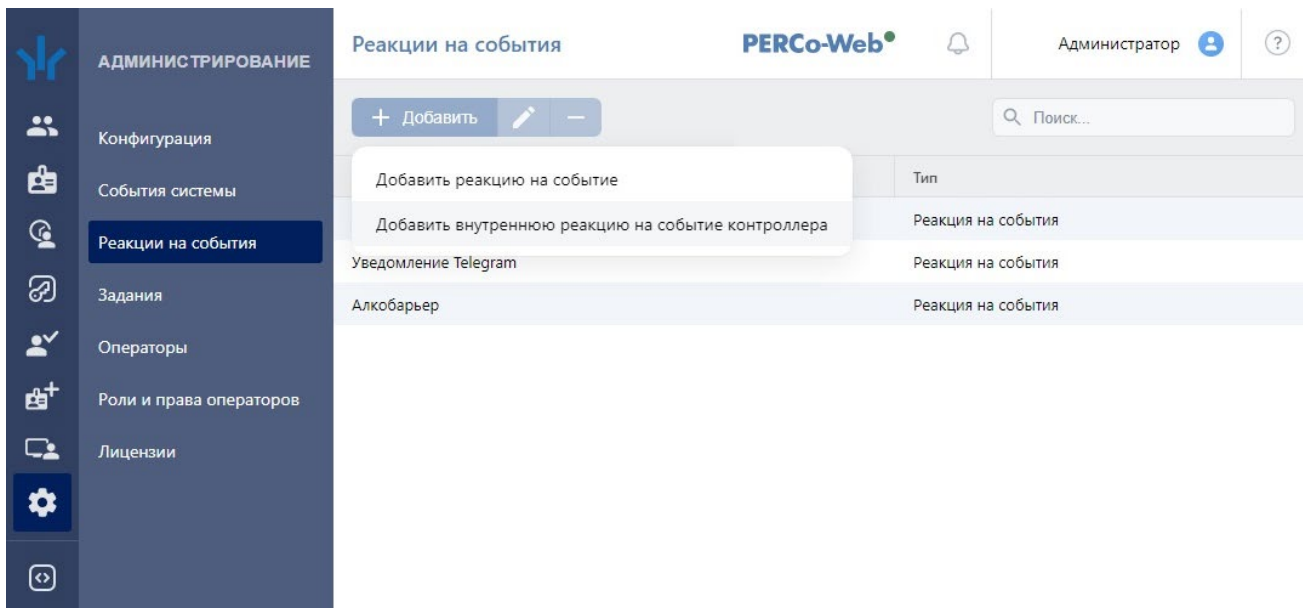 АДМИНИСТРИРОВАНИЕ
Конфигурация
События системы
Реакции на события
Задания
Операторы
Роли и права операторов
Лицензии
Реакции на события
PERCo-Web
Администратор
?
+ Добавить
Поиск...
Добавить реакцию на событие
Добавить внутреннюю реакцию на событие контроллера
Тип
Реакция на события
Уведомление Telegram
Реакция на события
Алкобарьер
Реакция на события